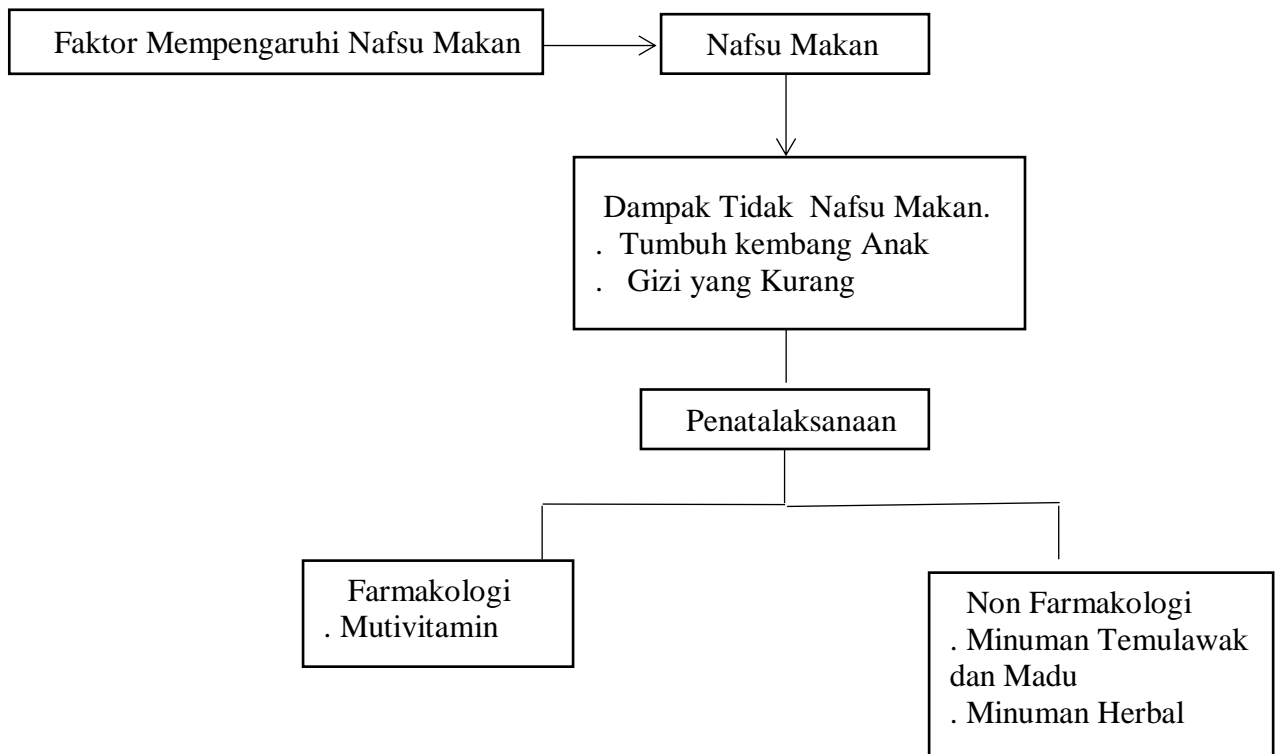 Faktor Mempengaruhi Nafsu Makan
Nafsu Makan
Dampak Tidak Nafsu Makan.
. Tumbuh kembang Anak
. Gizi yang Kurang
Penatalaksanaan
Farmakologi
. Mutivitamin
Non Farmakologi
. Minuman Temulawak
dan Madu
. Minuman Herbal